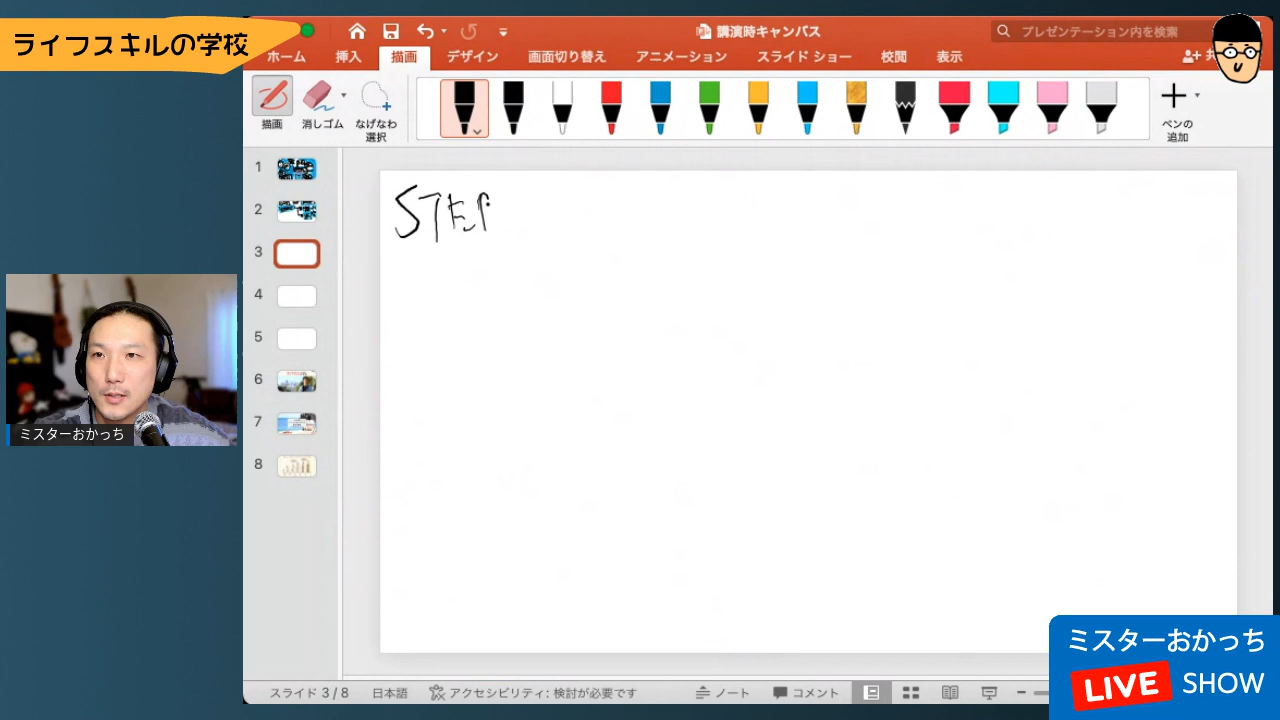 ライフスキルの学校
講演時キャンバス
プレゼンテーション内を検索
ホーム 挿入 描画 デザイン 画面切り替え アニメーション スライド ショー 校閲 表示
描画 消しゴム なげなわ
選択
ペンの
追加
1
2
3
4
5
6
7
8
STEP
ミスターおかっち
スライド 3 / 8 日本語 アクセシビリティ: 検討が必要です ノート コメント
ミスターおかっち
LIVE SHOW